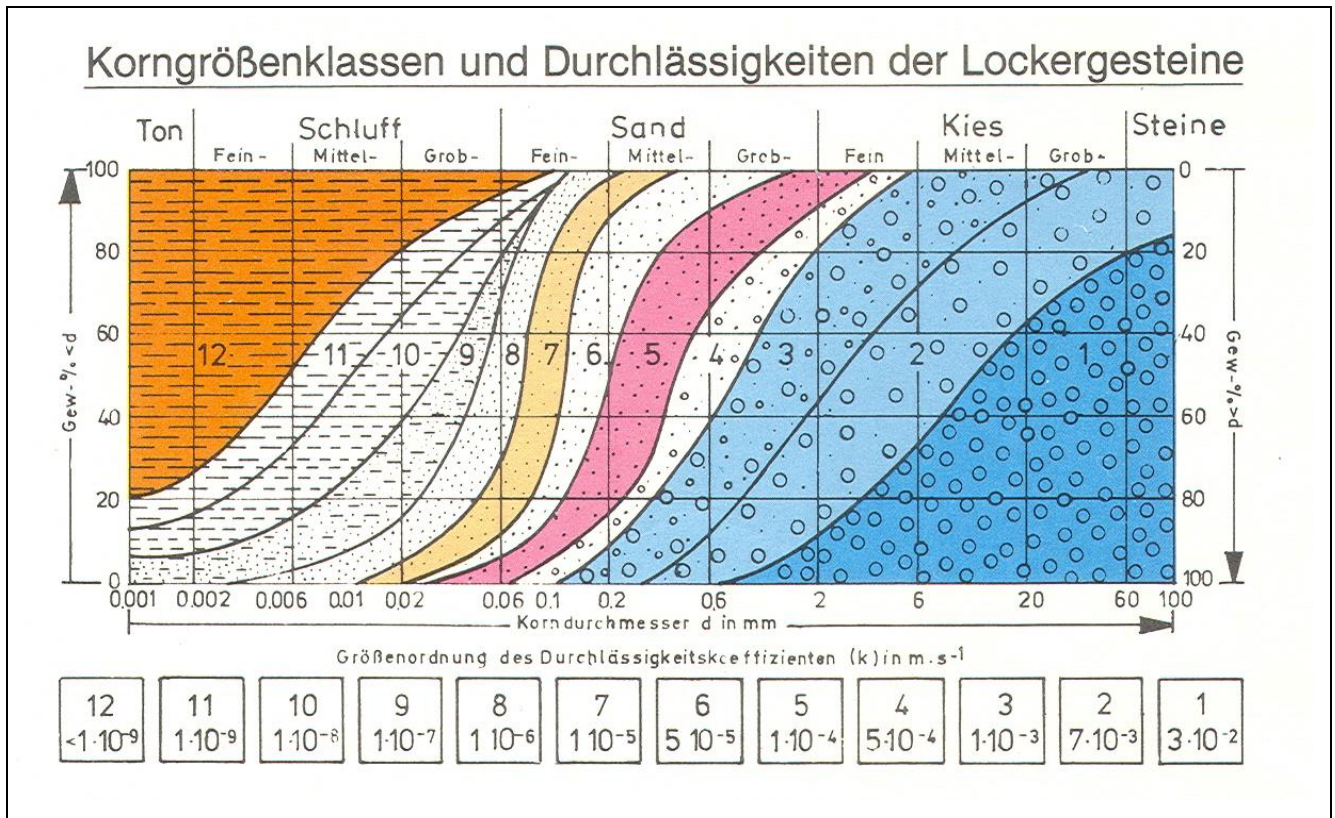 Korngrößenklassen und Durchlässigkeiten der Lockergesteine
Ton Schluff Sand Kies Steine
Fein- Mittel- Grob- Fein- Mittel- Grob- Fein Mittel- Grob-
100 0
80 20
60 40
40 60
20 80
0 100
Gew-% <d
Gew-% >d
12 11 10 9 8 7 6 5 4 3 2 1
0.001 0.002 0.006 0.01 0.02 0.06 0.1 0.2 0,6 2 6 20 60 100
Korndurchmesser d in mm
Größenordnung des Durchlässigkeitskoeffizienten (k) in m·s-1
12 11 10 9 8 7 6 5 4 3 2 1
<1·10-9 1·10-9 1·10-8 1·10-7 1 10-6 1 10-5 5 10-5 1·10-4 5·10-4 1·10-3 7·10-3 3·10-2